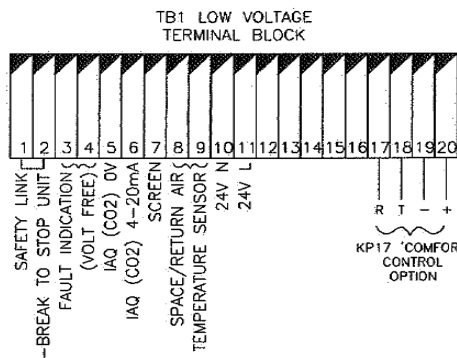 TB1 LOW VOLTAGE
TERMINAL BLOCK
1 2 3 4 5 6 7 8 9 10 11 12 13 14 15 16 17 18 19 20
SAFETY LINK
BREAK TO STOP UNIT
FAULT INDICATION
(VOLT FREE)
IAQ (CO2) 0V
IAQ (CO2) 4-20mA
SCREEN
SPACE/RETURN AIR
TEMPERATURE SENSOR
24V N
24V L
R T - +
KP17 'COMFOR
CONTROL
OPTION